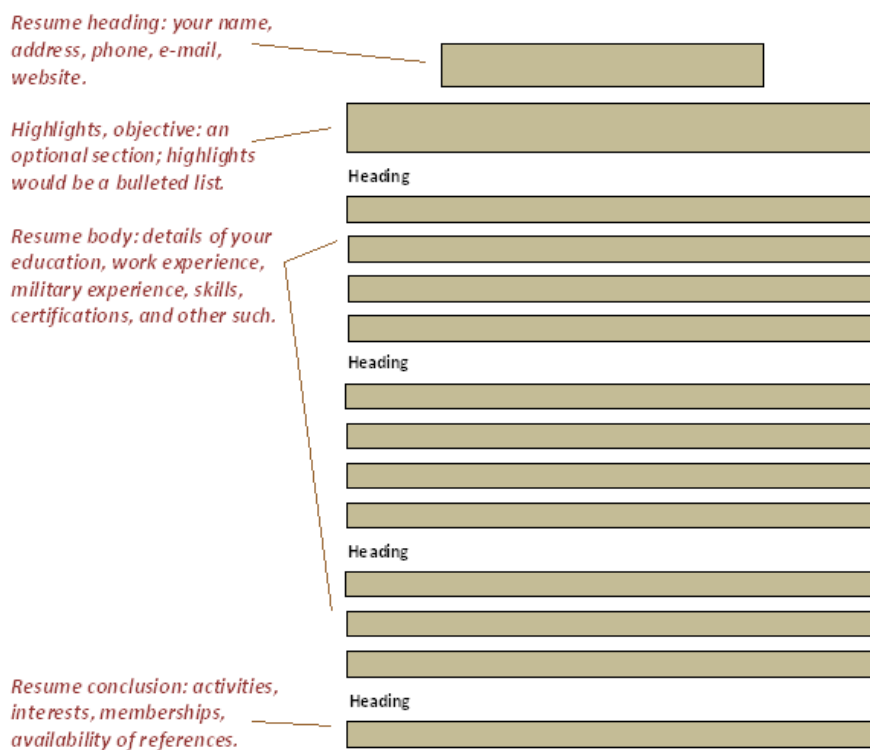 Resume heading: your name,
address, phone, e-mail,
website.
Highlights, objective: an
optional section; highlights
would be a bulleted list.
Heading
Resume body: details of your
education, work experience,
military experience, skills,
certifications, and other such.
Heading
Heading
Resume conclusion: activities,
interests, memberships,
availability of references.
Heading